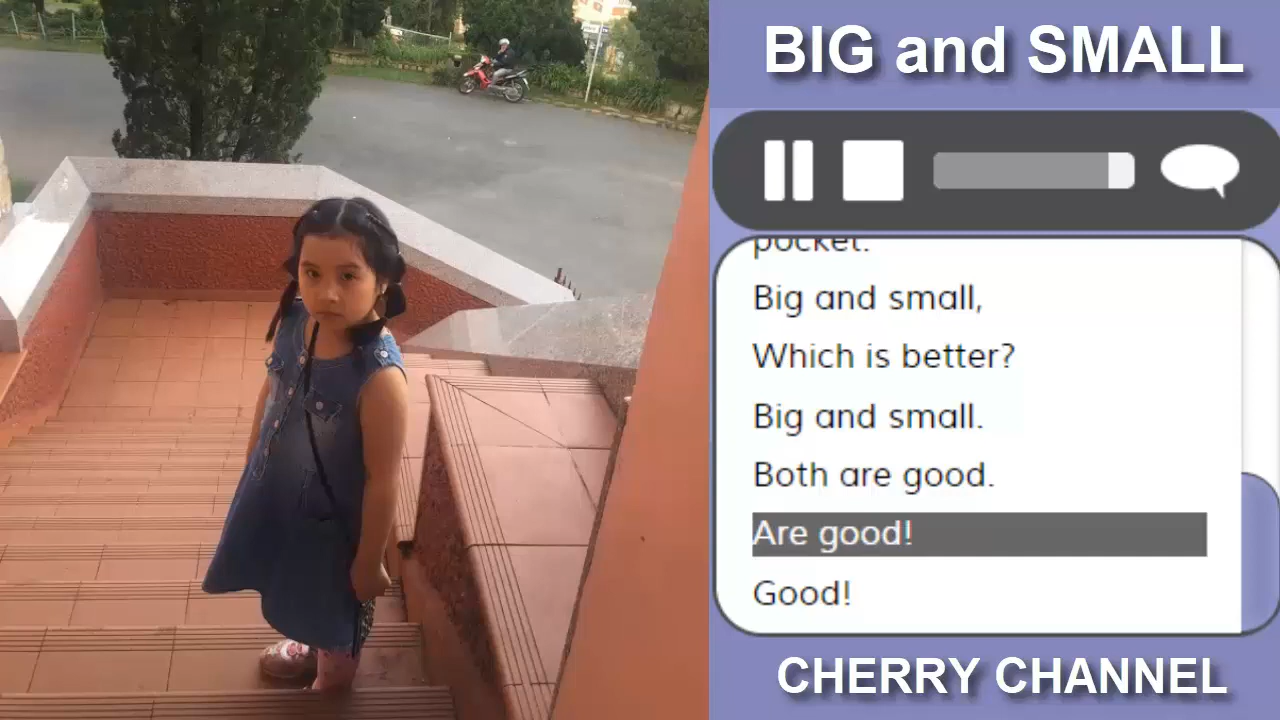 BIG and SMALL
pocket.
Big and small,
Which is better?
Big and small.
Both are good.
Are good!
Good!
CHERRY CHANNEL